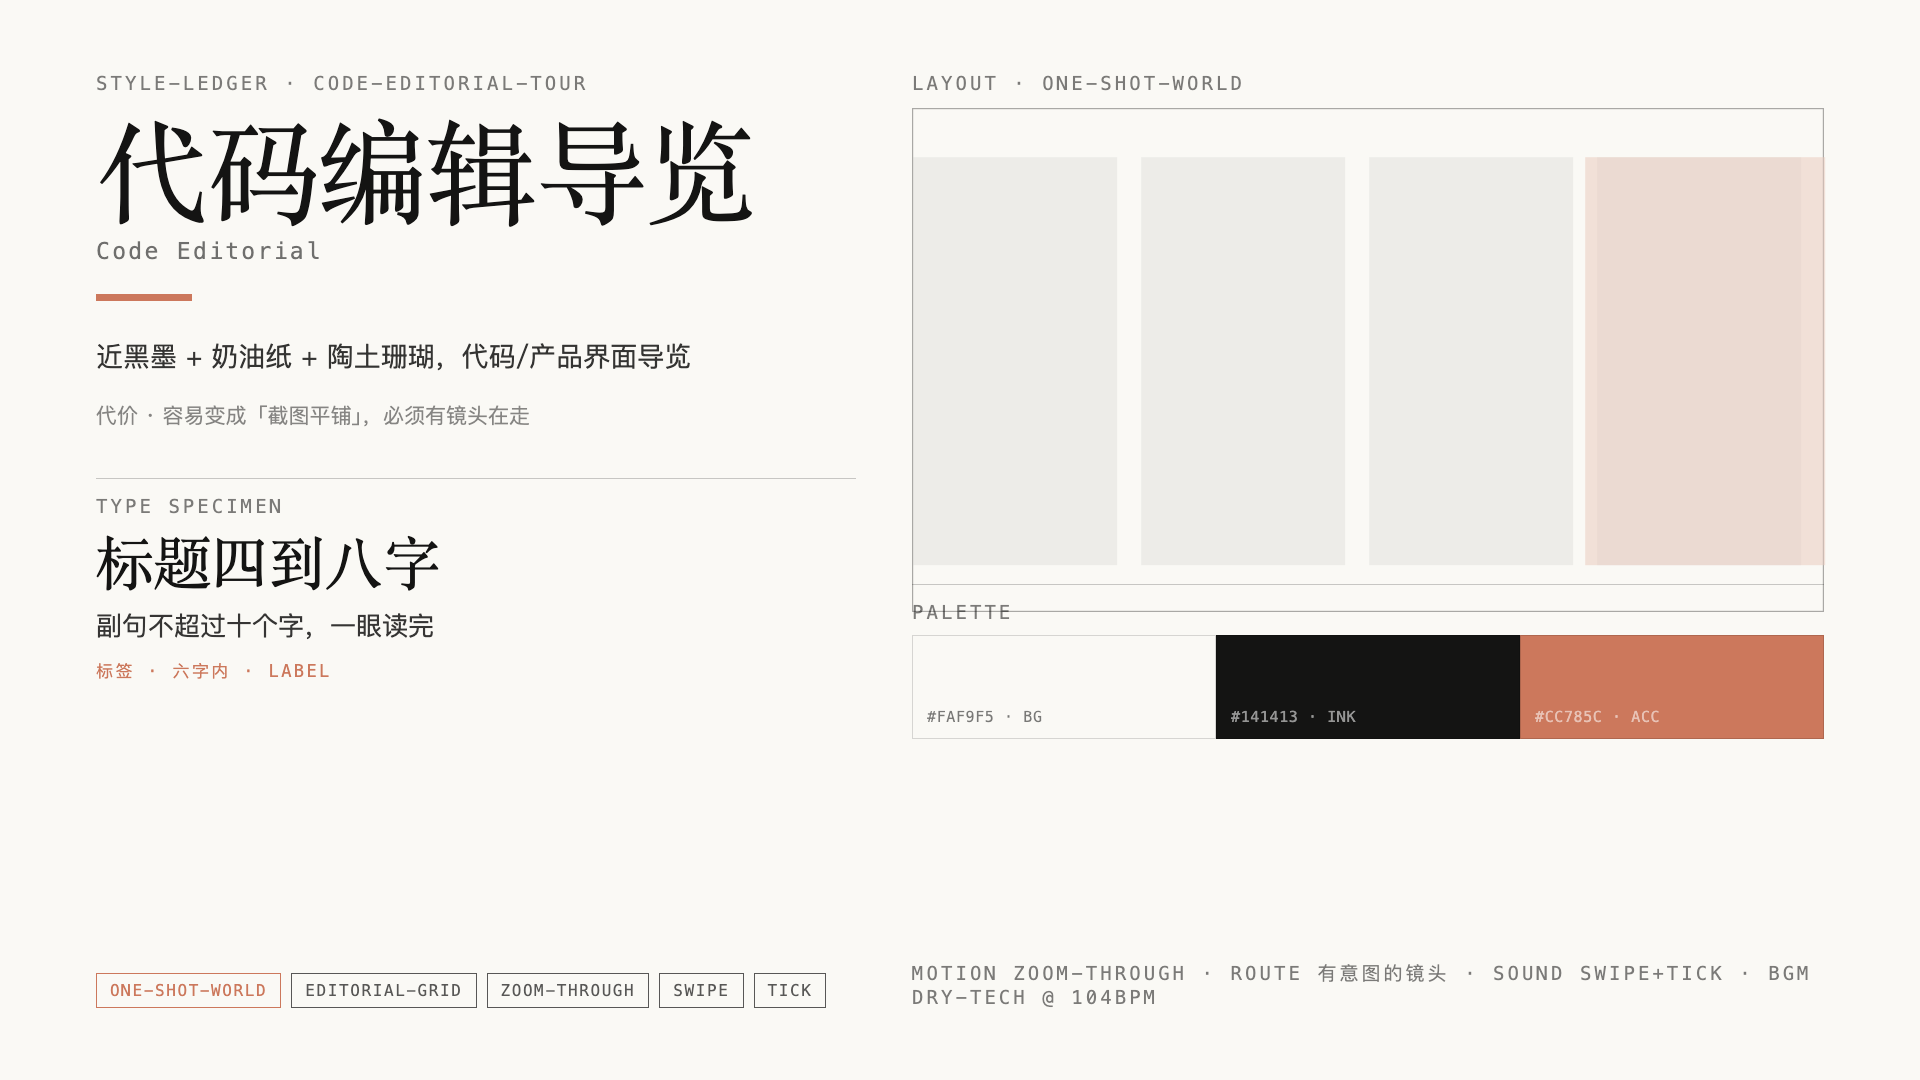 STYLE-LEDGER · CODE-EDITORIAL-TOUR
代码编辑导览
Code Editorial
近黑墨 + 奶油纸 + 陶土珊瑚，代码/产品界面导览
代价 · 容易变成「截图平铺」，必须有镜头在走
TYPE SPECIMEN
标题四到八字
副句不超过十个字，一眼读完
标签 · 六字内 · LABEL
ONE-SHOT-WORLD
EDITORIAL-GRID
ZOOM-THROUGH
SWIPE
TICK
LAYOUT · ONE-SHOT-WORLD
PALETTE
#FAF9F5 · BG
#141413 · INK
#CC785C · ACC
MOTION ZOOM-THROUGH · ROUTE 有意图的镜头 · SOUND SWIPE+TICK · BGM
DRY-TECH @ 104BPM